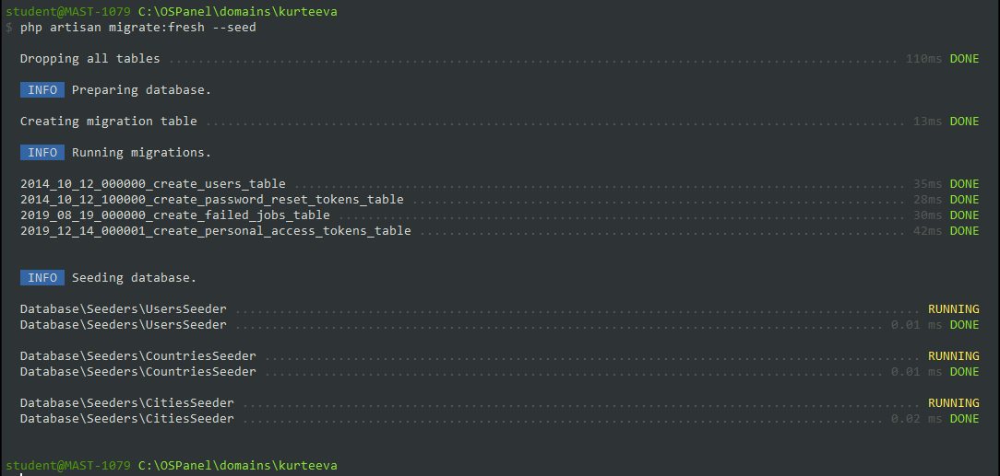 student@MAST-1079 C:\OSPanel\domains\kurteeva
$ php artisan migrate:fresh --seed
Dropping all tables ........................................................................................ 110ms DONE
INFO Preparing database.
Creating migration table ........................................................................................ 13ms DONE
INFO Running migrations.
2014_10_12_000000_create_users_table ........................................................................................ 35ms DONE
2014_10_12_100000_create_password_reset_tokens_table ................................................................... 28ms DONE
2019_08_19_000000_create_failed_jobs_table .............................................................................. 30ms DONE
2019_12_14_000001_create_personal_access_tokens_table .................................................................. 42ms DONE
INFO Seeding database.
Database\Seeders\UsersSeeder ............................................................................................ RUNNING
Database\Seeders\UsersSeeder ........................................................................................ 0.01 ms DONE
Database\Seeders\CountriesSeeder ........................................................................................ RUNNING
Database\Seeders\CountriesSeeder .................................................................................... 0.01 ms DONE
Database\Seeders\CitiesSeeder ........................................................................................... RUNNING
Database\Seeders\CitiesSeeder ....................................................................................... 0.02 ms DONE
student@MAST-1079 C:\OSPanel\domains\kurteeva